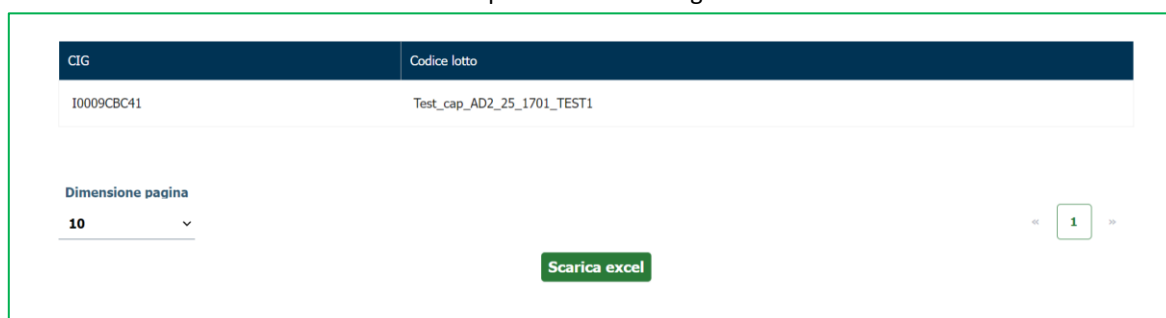 CIG Codice lotto
I0009CBC41 Test_cap_AD2_25_1701_TEST1
Dimensione pagina
10
« 1 »
Scarica excel